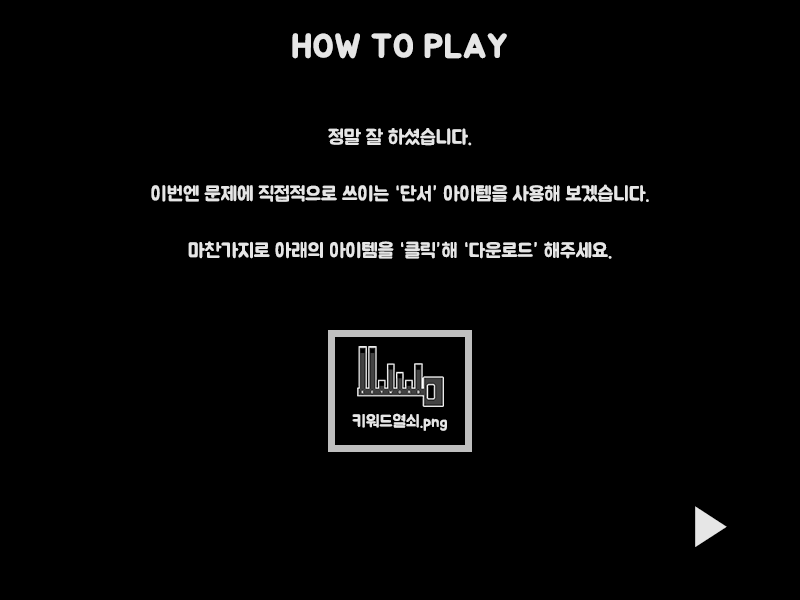 HOW TO PLAY
정말 잘 하셨습니다.
이번엔 문제에 직접적으로 쓰이는 '단서' 아이템을 사용해 보겠습니다.
마찬가지로 아래의 아이템을 '클릭'해 '다운로드' 해주세요.
키워드열쇠.png